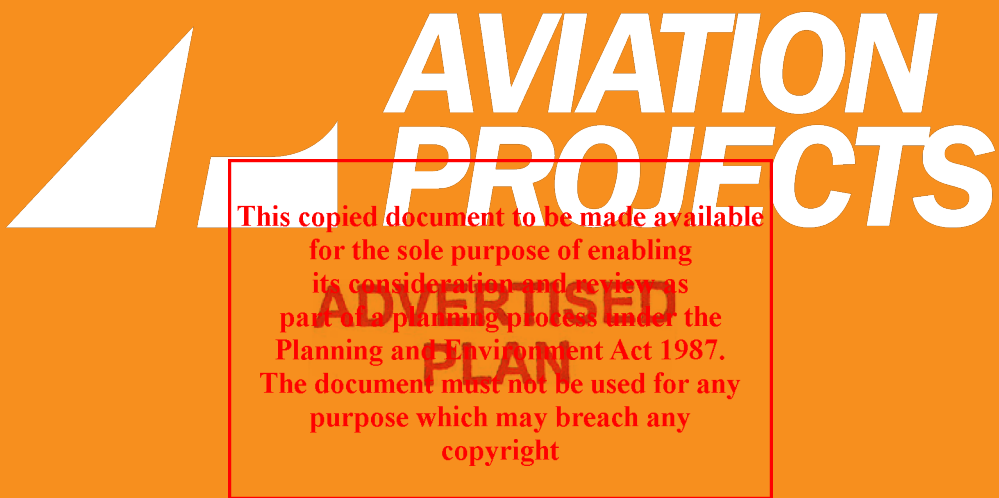 AVIATION
PROJECTS
This copied document to be made available
for the sole purpose of enabling
its consideration and review as
part of a planning process under the
Planning and Environment Act 1987.
The document must not be used for any
purpose which may breach any
copyright
ADVERTISED
PLAN